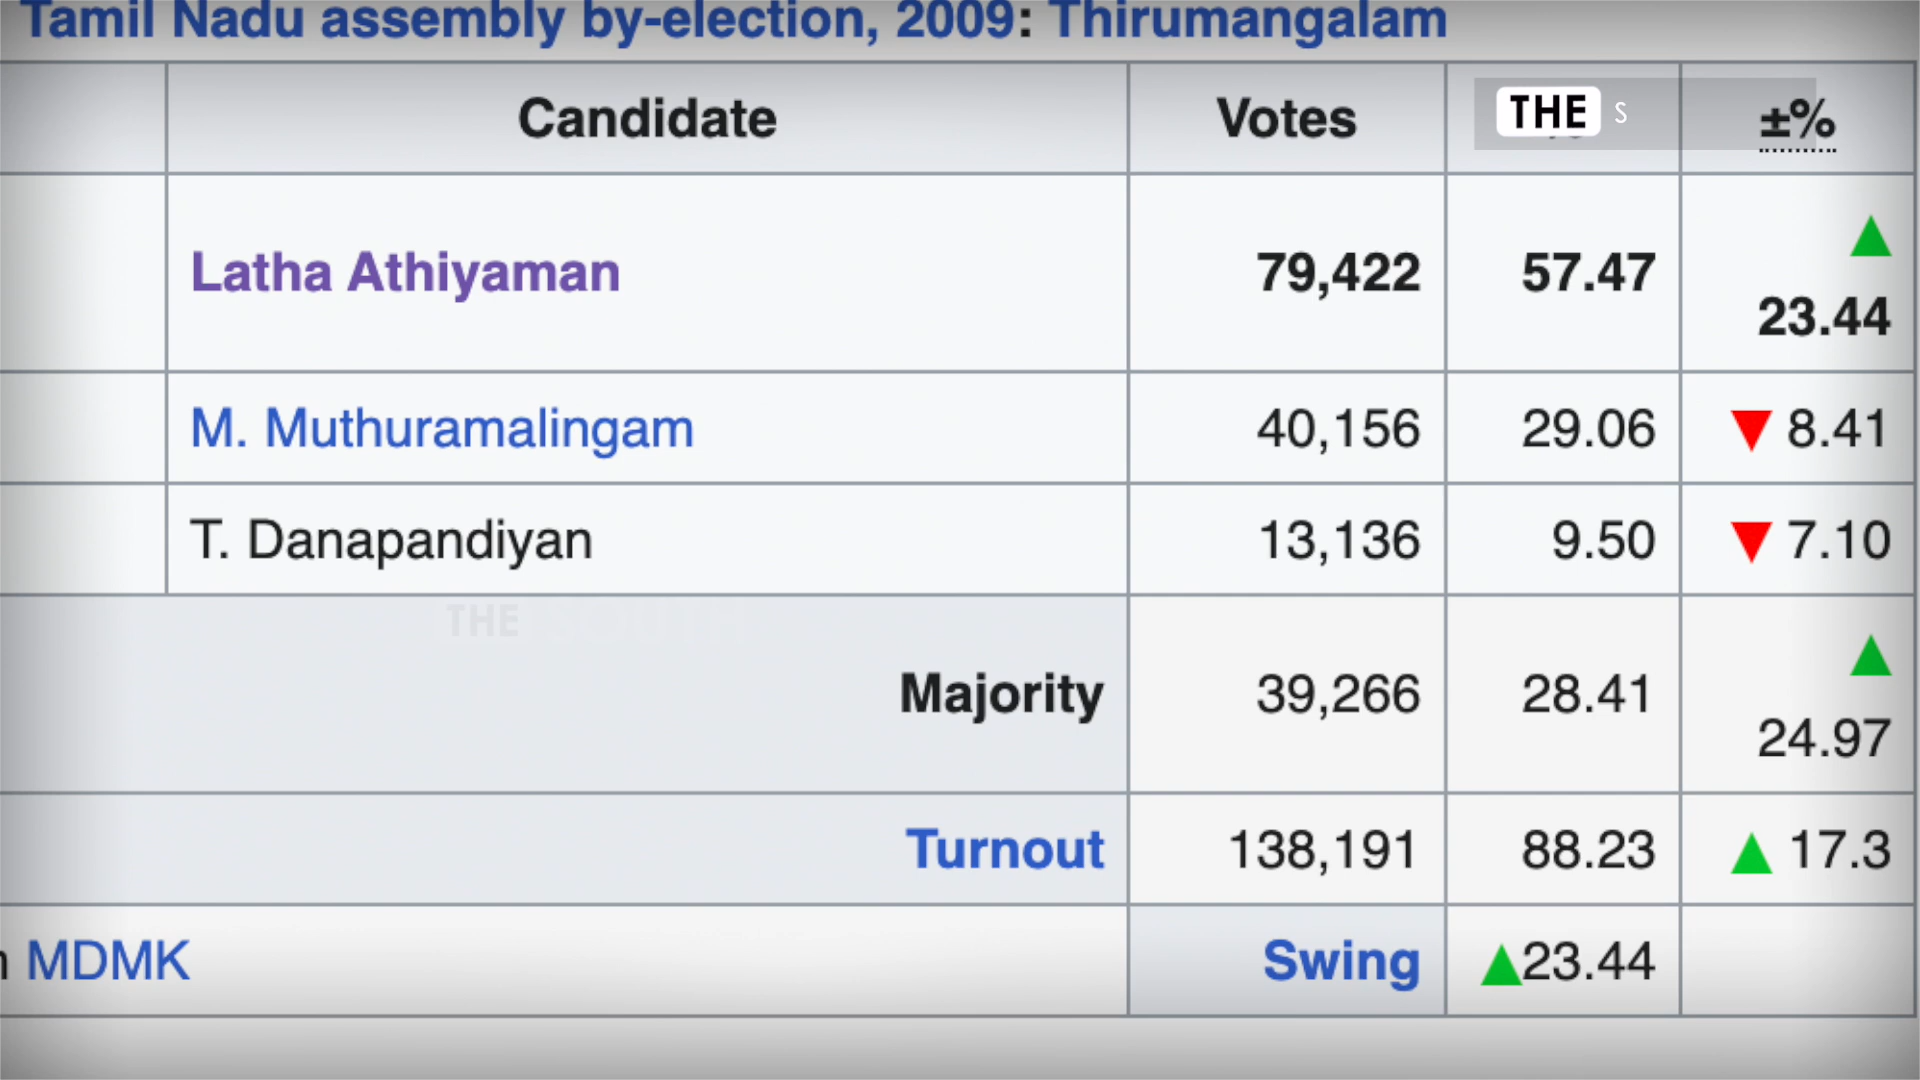 Tamil Nadu assembly by-election, 2009: Thirumangalam
Candidate Votes THE S ±%
Latha Athiyaman 79,422 57.47 ▲ 23.44
M. Muthuramalingam 40,156 29.06 ▼ 8.41
T. Danapandiyan 13,136 9.50 ▼ 7.10
THE SOUTH
Majority 39,266 28.41 ▲ 24.97
Turnout 138,191 88.23 ▲ 17.3
MDMK Swing ▲23.44